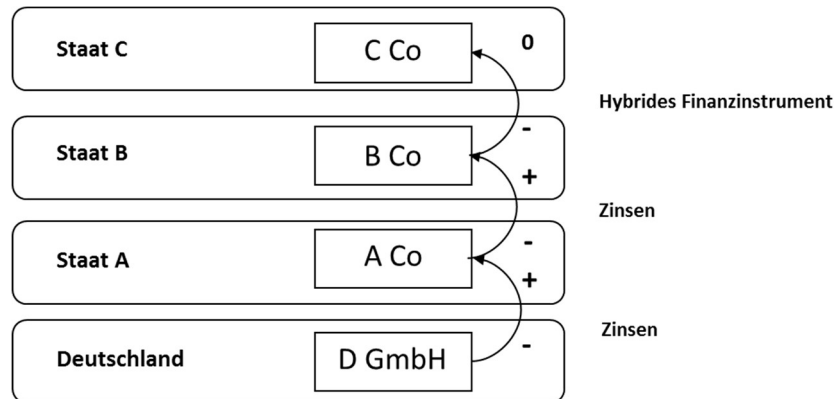 Staat C
C Co
0
Hybrides Finanzinstrument
-
Staat B
B Co
+
Zinsen
-
Staat A
A Co
+
Zinsen
-
Deutschland
D GmbH